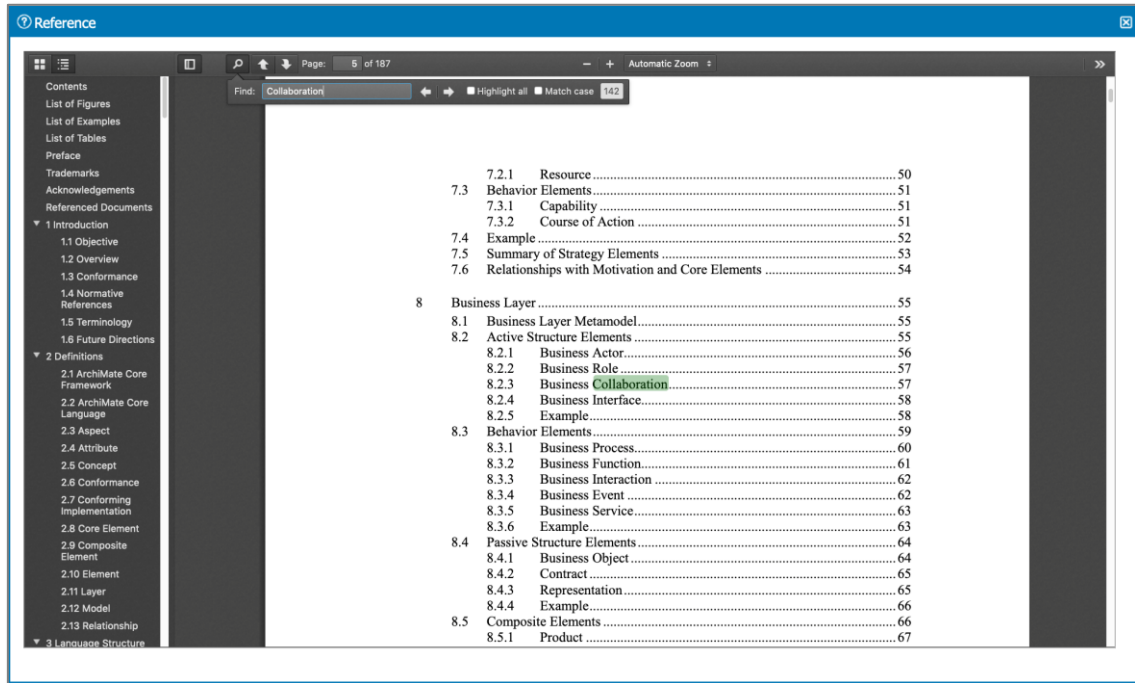 Reference
Page: 5 of 187
Automatic Zoom
Find: Collaboration
Highlight all Match case 142
Contents
List of Figures
List of Examples
List of Tables
Preface
Trademarks
Acknowledgements
Referenced Documents
1 Introduction
1.1 Objective
1.2 Overview
1.3 Conformance
1.4 Normative
References
1.5 Terminology
1.6 Future Directions
2 Definitions
2.1 ArchiMate Core
Framework
2.2 ArchiMate Core
Language
2.3 Aspect
2.4 Attribute
2.5 Concept
2.6 Conformance
2.7 Conforming
Implementation
2.8 Core Element
2.9 Composite
Element
2.10 Element
2.11 Layer
2.12 Model
2.13 Relationship
3 Language Structure
7.2.1 Resource 50
7.3 Behavior Elements 51
7.3.1 Capability 51
7.3.2 Course of Action 51
7.4 Example 52
7.5 Summary of Strategy Elements 53
7.6 Relationships with Motivation and Core Elements 54
8 Business Layer 55
8.1 Business Layer Metamodel 55
8.2 Active Structure Elements 55
8.2.1 Business Actor 56
8.2.2 Business Role 57
8.2.3 Business Collaboration 57
8.2.4 Business Interface 58
8.2.5 Example 58
8.3 Behavior Elements 59
8.3.1 Business Process 60
8.3.2 Business Function 61
8.3.3 Business Interaction 62
8.3.4 Business Event 62
8.3.5 Business Service 63
8.3.6 Example 63
8.4 Passive Structure Elements 64
8.4.1 Business Object 64
8.4.2 Contract 65
8.4.3 Representation 65
8.4.4 Example 66
8.5 Composite Elements 66
8.5.1 Product 67